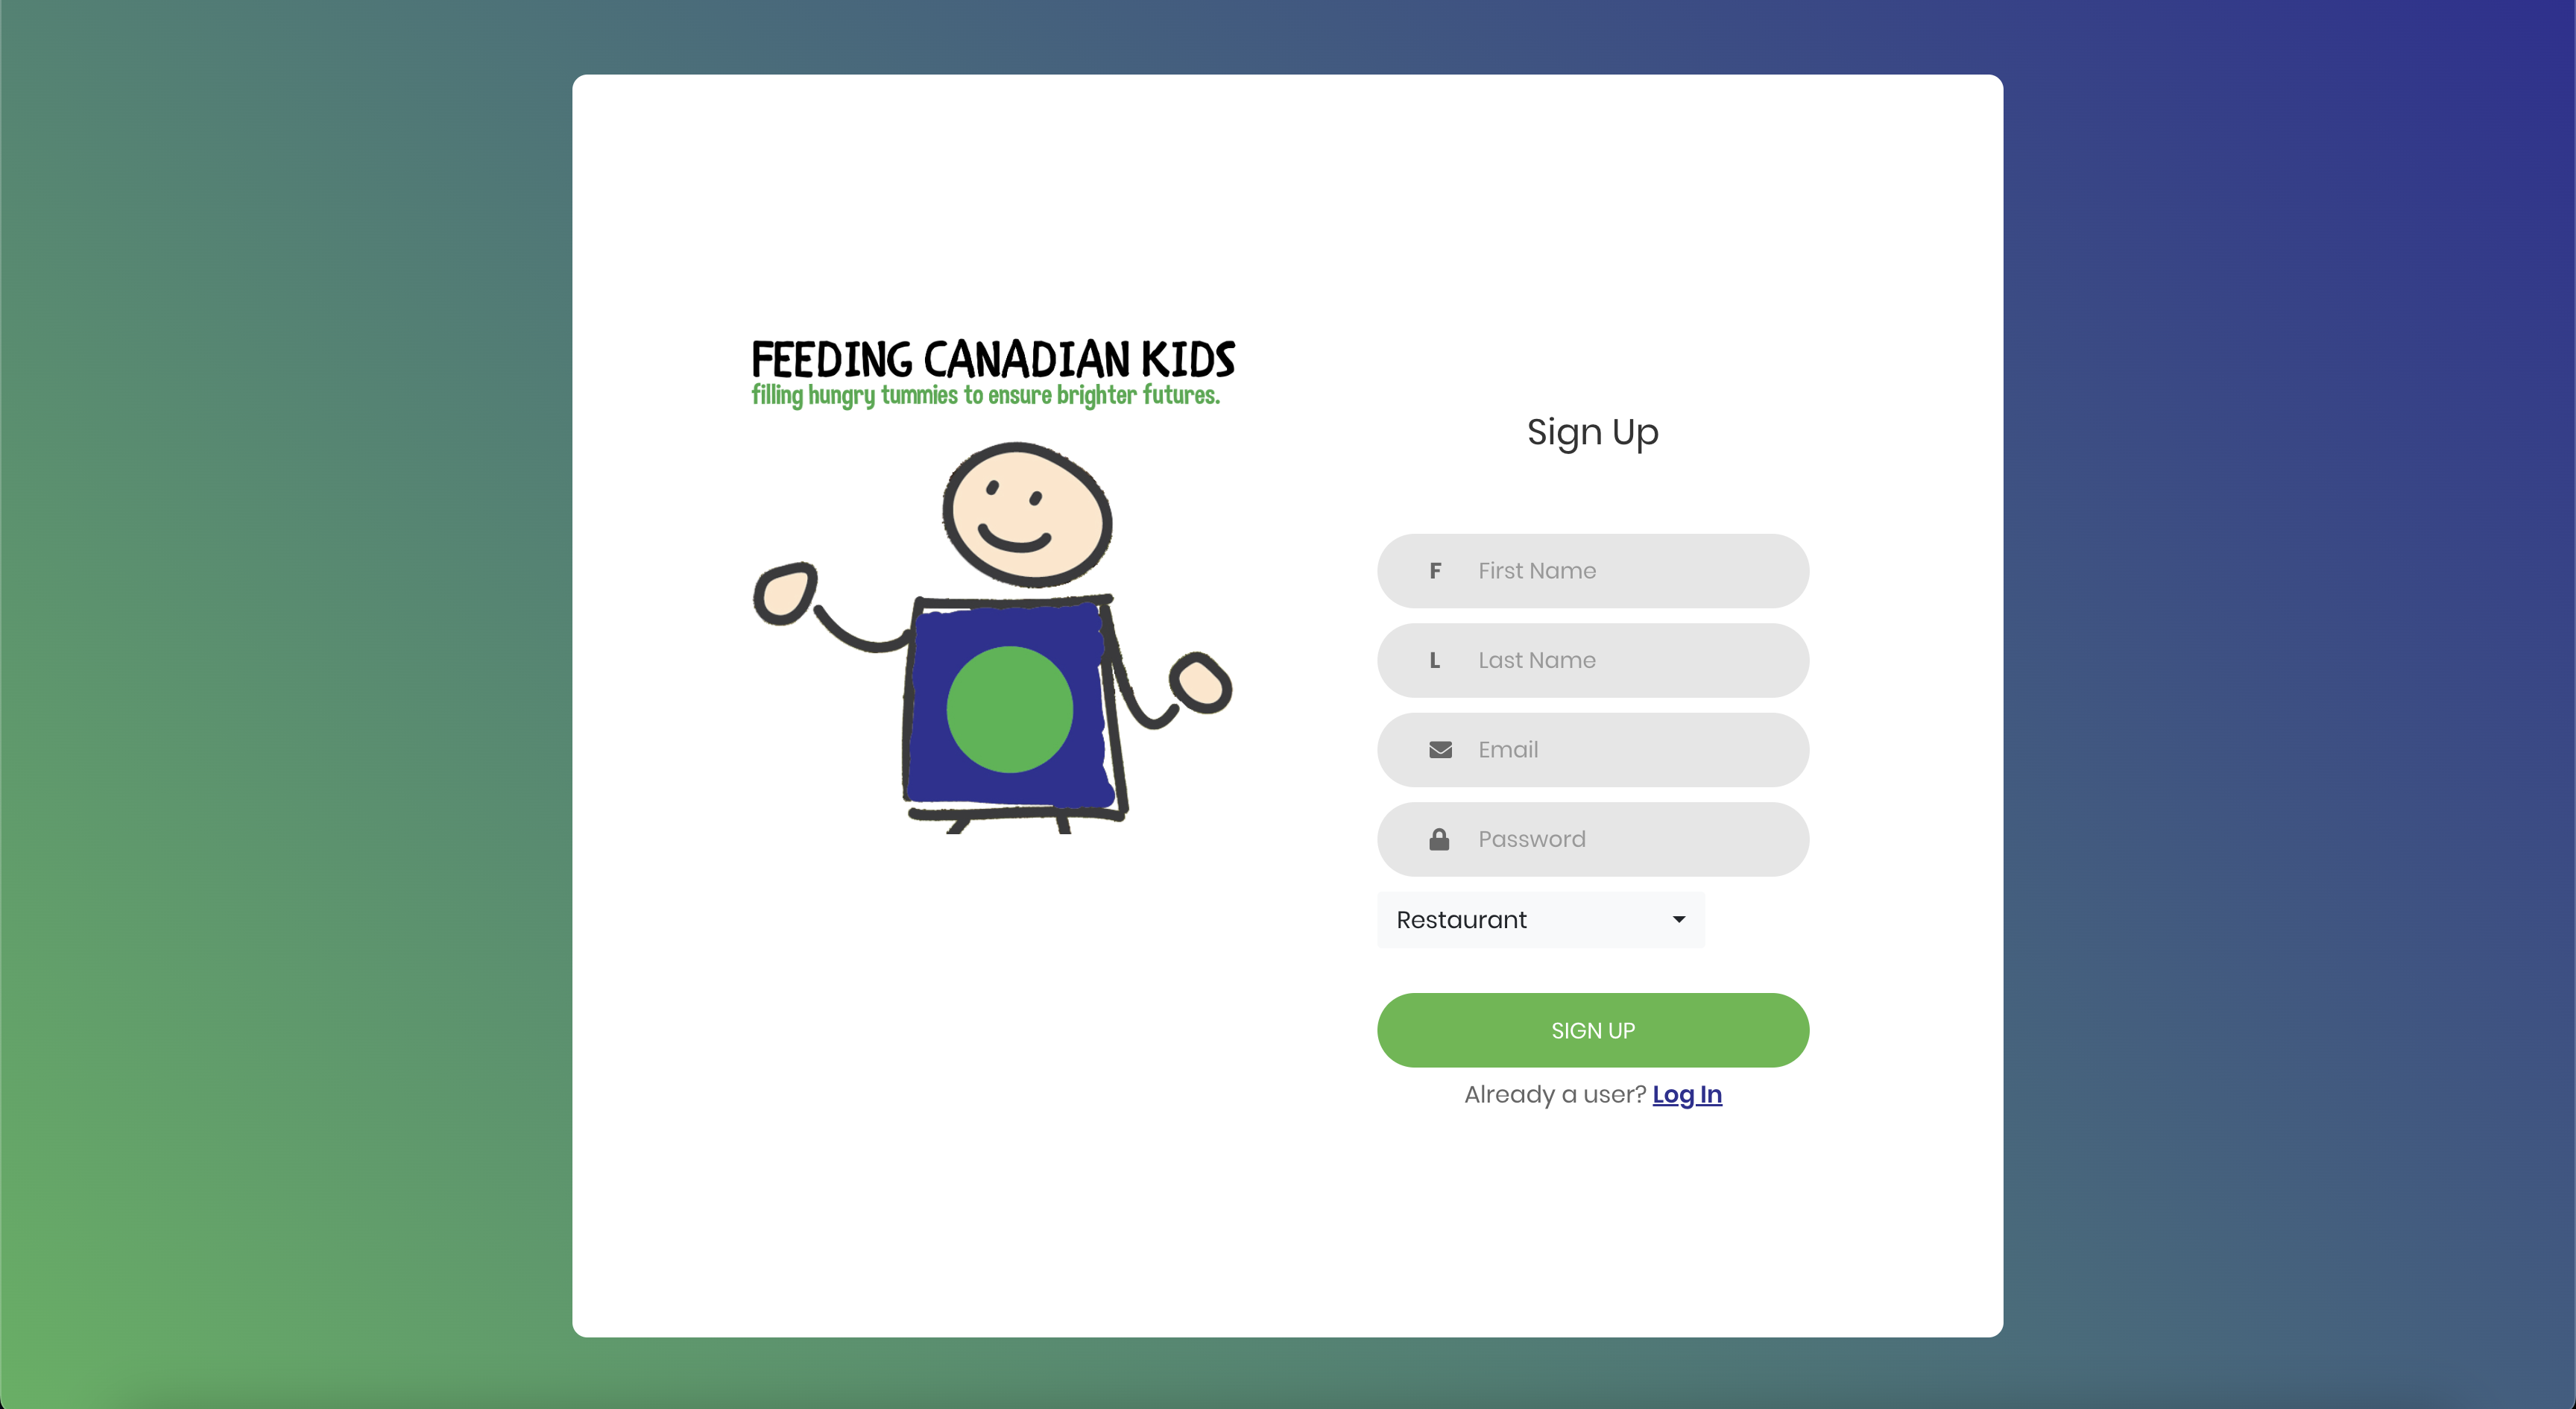 FEEDING CANADIAN KIDS
filling hungry tummies to ensure brighter futures.
Sign Up
F First Name
L Last Name
Email
Password
Restaurant
SIGN UP
Already a user? Log In